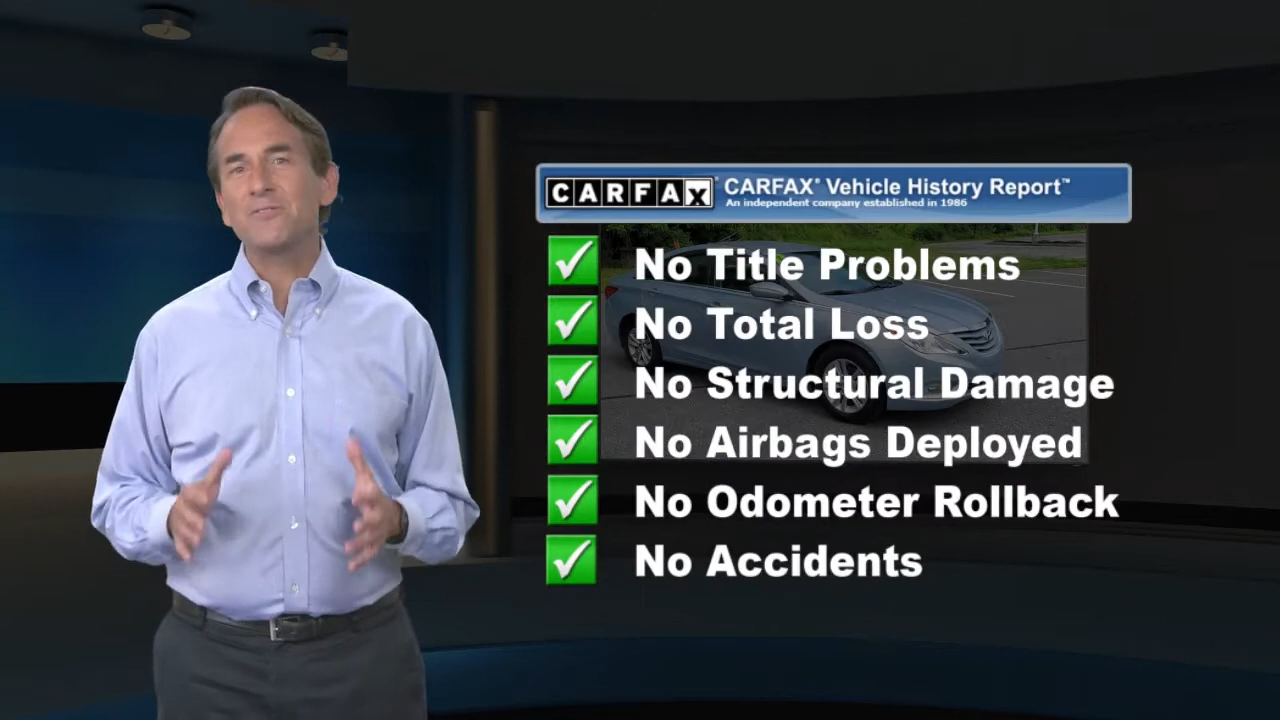 CARFAX® CARFAX® Vehicle History Report™
An independent company established in 1986
No Title Problems
No Total Loss
No Structural Damage
No Airbags Deployed
No Odometer Rollback
No Accidents